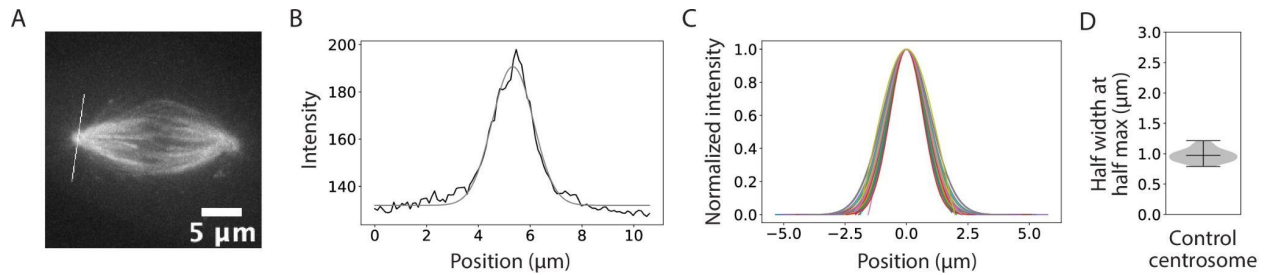 A
5 μm
B
Intensity
200
180
160
140
0
2
4
6
8
10
Position (μm)
C
Normalized intensity
1.0
0.8
0.6
0.4
0.2
0.0
−5.0
−2.5
0.0
2.5
5.0
Position (μm)
D
Half width at
half max (μm)
3.0
2.5
2.0
1.5
1.0
0.5
0.0
Control
centrosome